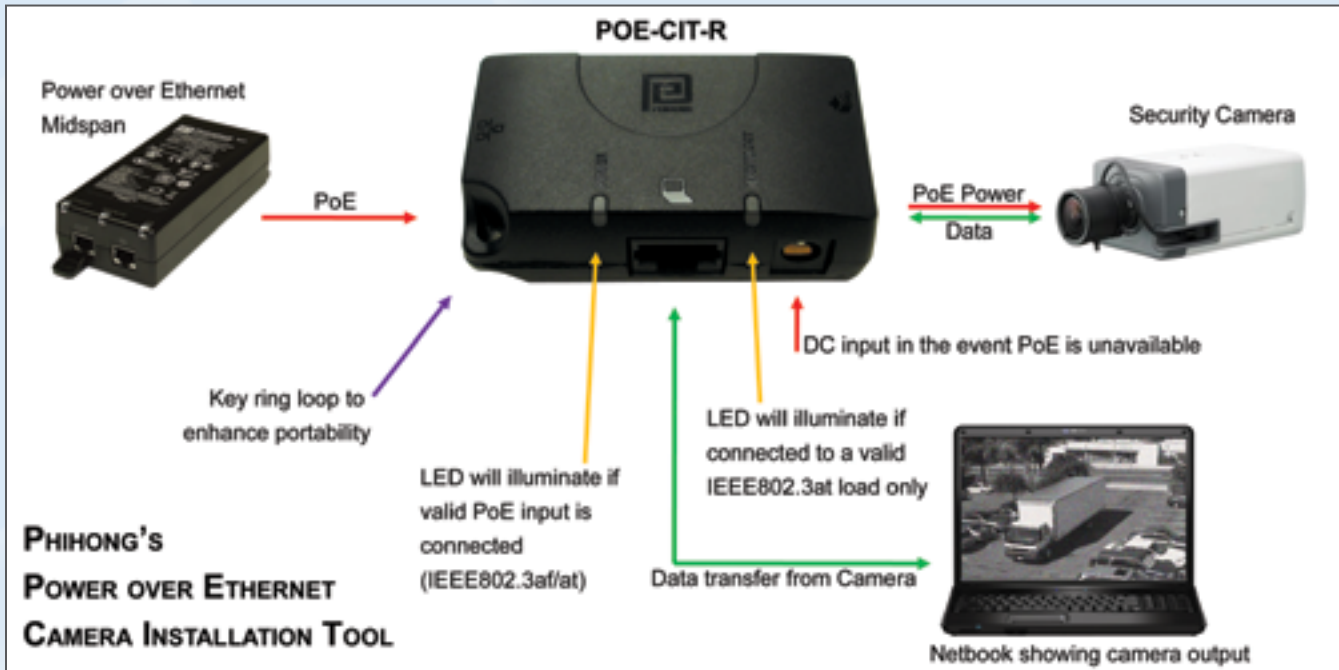 POE-CIT-R
Power over Ethernet
Midspan
Security Camera
PoE
PoE Power
Data
DC input in the event PoE is unavailable
Key ring loop to
enhance portability
LED will illuminate if
connected to a valid
IEEE802.3at load only
LED will illuminate if
valid PoE input is
connected
(IEEE802.3af/at)
Data transfer from Camera
PHIHONG'S
POWER OVER ETHERNET
CAMERA INSTALLATION TOOL
Netbook showing camera output